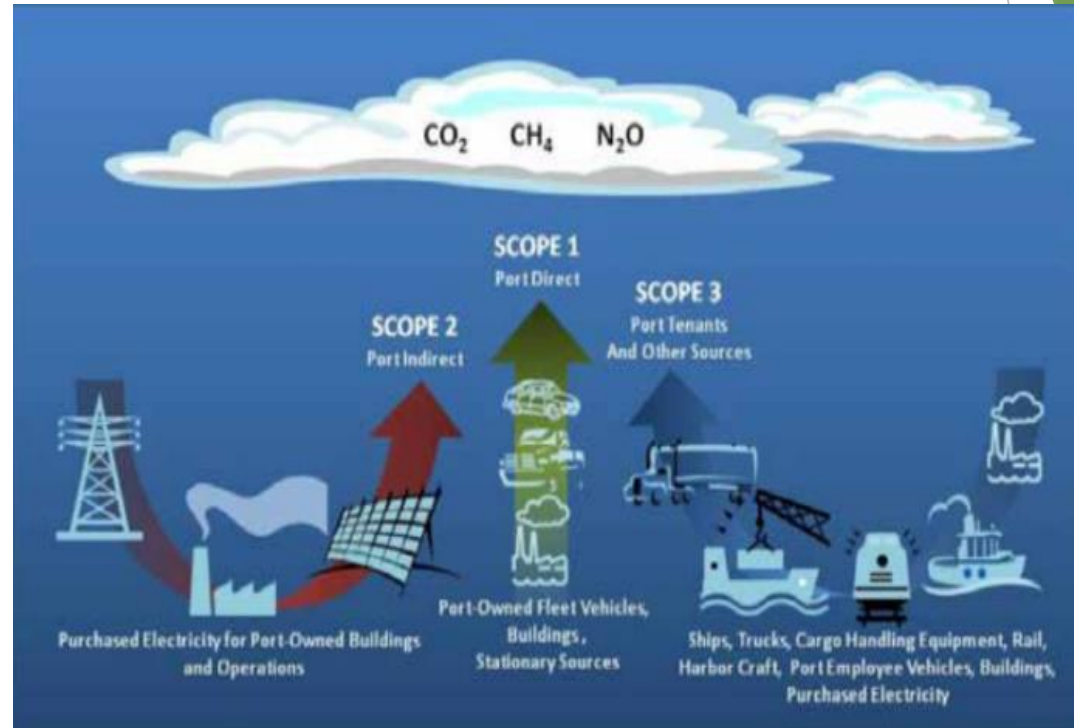 CO₂ CH₄ N₂O
SCOPE 1
Port Direct
SCOPE 2
Port Indirect
SCOPE 3
Port Tenants
And Other Sources
Purchased Electricity for Port-Owned Buildings
and Operations
Port-Owned Fleet Vehicles,
Buildings,
Stationary Sources
Ships, Trucks, Cargo Handling Equipment, Rail,
Harbor Craft, Port Employee Vehicles, Buildings,
Purchased Electricity